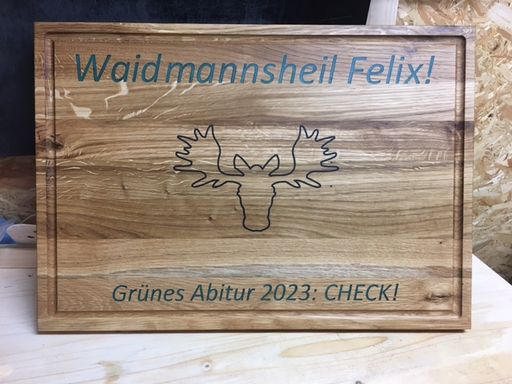 Waidmannsheil Felix!
Grünes Abitur 2023: CHECK!